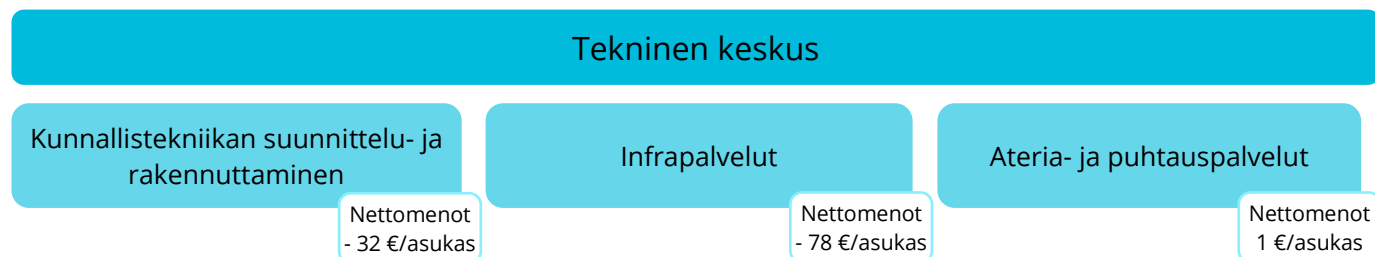 Tekninen keskus
Kunnallistekniikan suunnittelu- ja
rakennuttaminen
Nettomenot
- 32 €/asukas
Infrapalvelut
Nettomenot
- 78 €/asukas
Ateria- ja puhtauspalvelut
Nettomenot
1 €/asukas